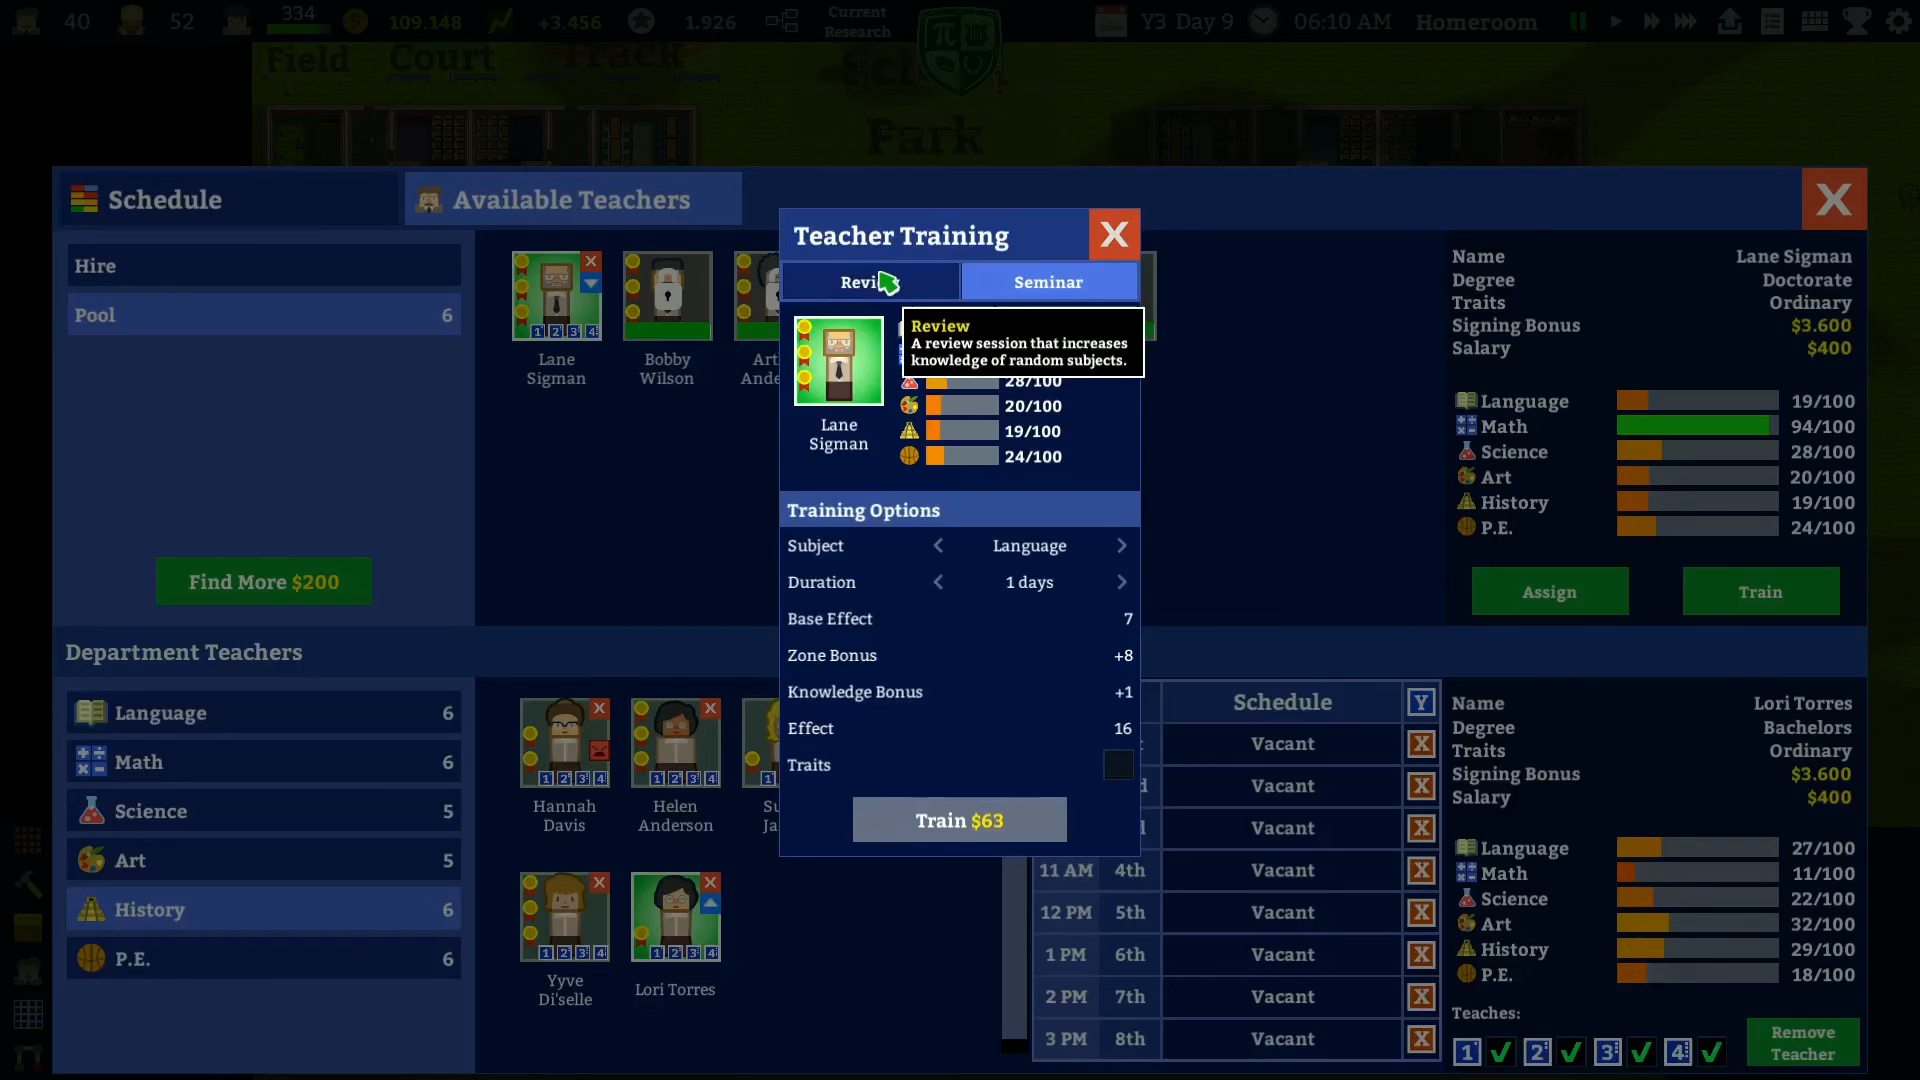 40
52
334
109.148
+3.456
1.926
Current
Research
Y3 Day 9
06:10 AM
Homeroom
Field
Court
Track
Park
Schedule
Available Teachers
Hire
Pool 6
Find More $200
Lane
Sigman
Bobby
Wilson
Teacher Training
Seminar
Review
A review session that increases
knowledge of random subjects.
28/100
20/100
19/100
24/100
Lane
Sigman
Training Options
Subject Language
Duration 1 days
Base Effect 7
Zone Bonus +8
Knowledge Bonus +1
Effect 16
Traits
Train $63
Name Lane Sigman
Degree Doctorate
Traits Ordinary
Signing Bonus $3.600
Salary $400
Language 19/100
Math 94/100
Science 28/100
Art 20/100
History 19/100
P.E. 24/100
Assign
Train
Department Teachers
Language 6
Math 6
Science 5
Art 5
History 6
P.E. 6
Hannah
Davis
Helen
Anderson
Yyve
Di'selle
Lori Torres
Schedule Y
Vacant X
Vacant X
Vacant X
11 AM 4th Vacant X
12 PM 5th Vacant X
1 PM 6th Vacant X
2 PM 7th Vacant X
3 PM 8th Vacant X
Name Lori Torres
Degree Bachelors
Traits Ordinary
Signing Bonus $3.600
Salary $400
Language 27/100
Math 11/100
Science 22/100
Art 32/100
History 29/100
P.E. 18/100
Teaches:
1 2 3 4
Remove
Teacher